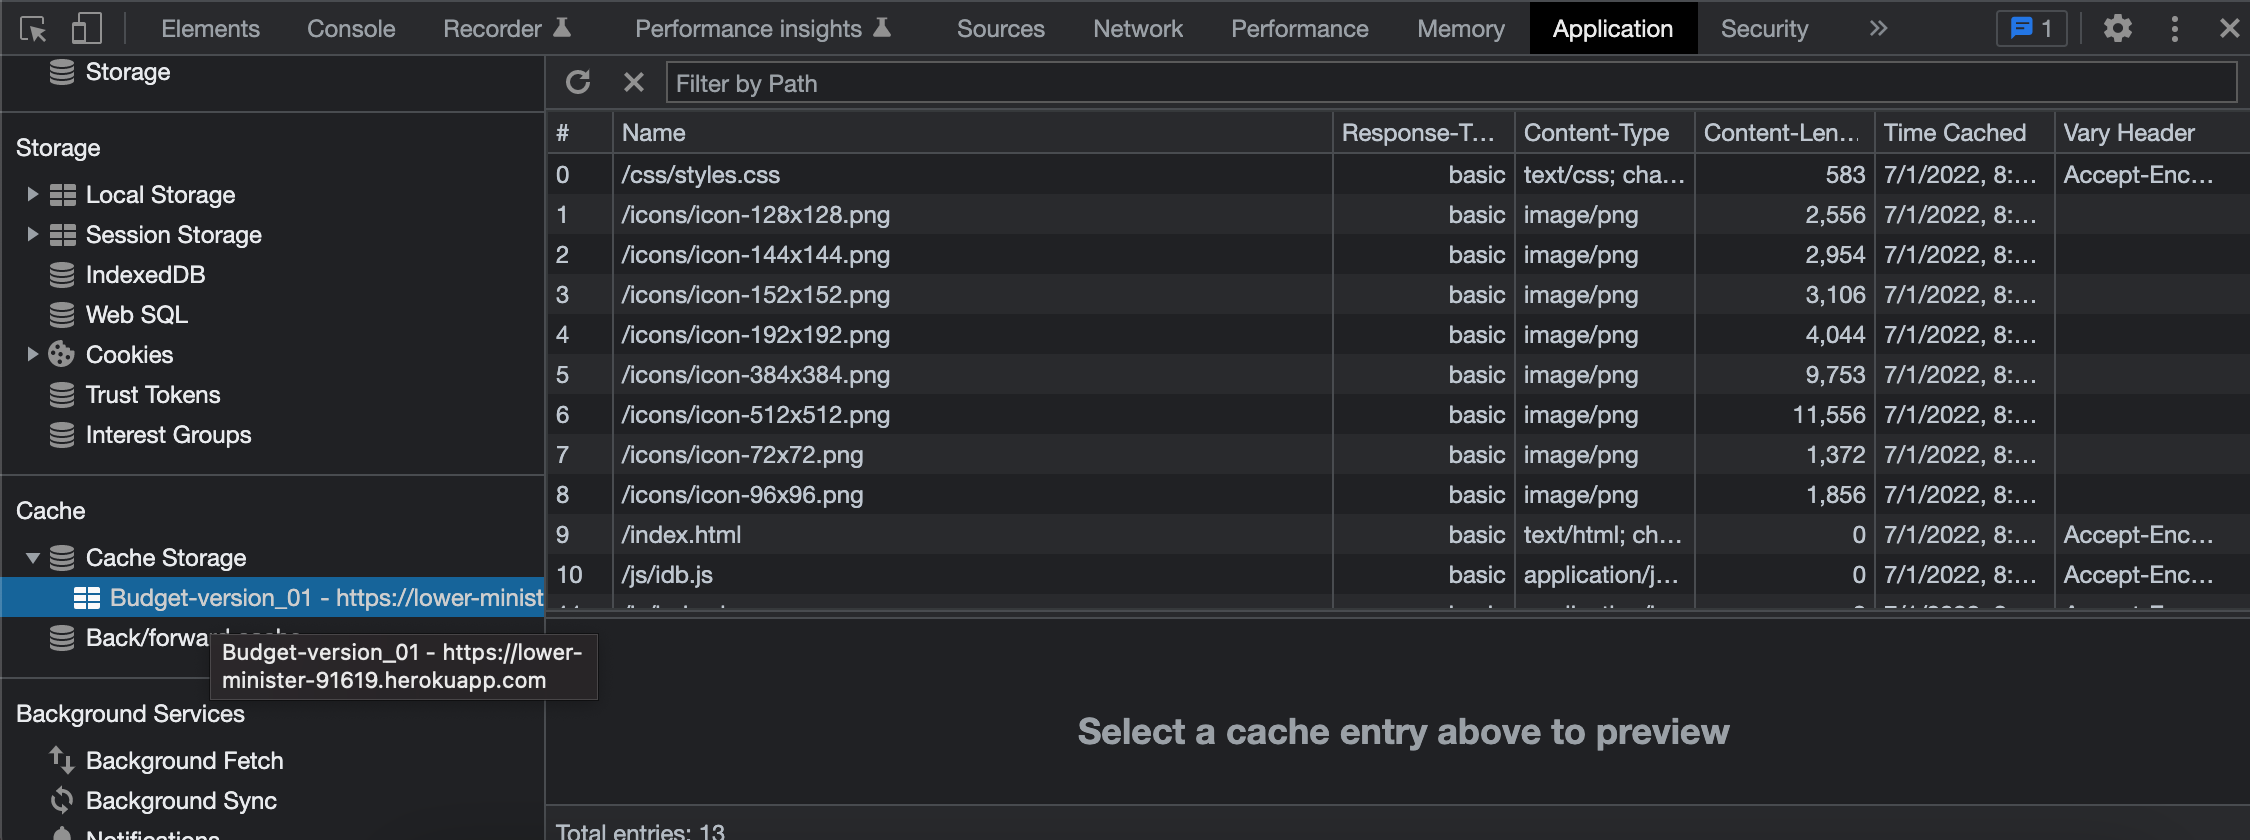 Elements Console Recorder Performance insights Sources Network Performance Memory Application Security 1
Storage
Filter by Path
Storage
Local Storage
Session Storage
IndexedDB
Web SQL
Cookies
Trust Tokens
Interest Groups
Cache
Cache Storage
Budget-version_01 - https://lower-minist
Back/forward cache
Budget-version_01 - https://lower-
minister-91619.herokuapp.com
Background Services
Background Fetch
Background Sync
Notifications
# Name Response-T... Content-Type Content-Len... Time Cached Vary Header
0 /css/styles.css basic text/css; cha... 583 7/1/2022, 8:... Accept-Enc...
1 /icons/icon-128x128.png basic image/png 2,556 7/1/2022, 8:...
2 /icons/icon-144x144.png basic image/png 2,954 7/1/2022, 8:...
3 /icons/icon-152x152.png basic image/png 3,106 7/1/2022, 8:...
4 /icons/icon-192x192.png basic image/png 4,044 7/1/2022, 8:...
5 /icons/icon-384x384.png basic image/png 9,753 7/1/2022, 8:...
6 /icons/icon-512x512.png basic image/png 11,556 7/1/2022, 8:...
7 /icons/icon-72x72.png basic image/png 1,372 7/1/2022, 8:...
8 /icons/icon-96x96.png basic image/png 1,856 7/1/2022, 8:...
9 /index.html basic text/html; ch... 0 7/1/2022, 8:... Accept-Enc...
10 /js/idb.js basic application/j... 0 7/1/2022, 8:... Accept-Enc...
Select a cache entry above to preview
Total entries: 13